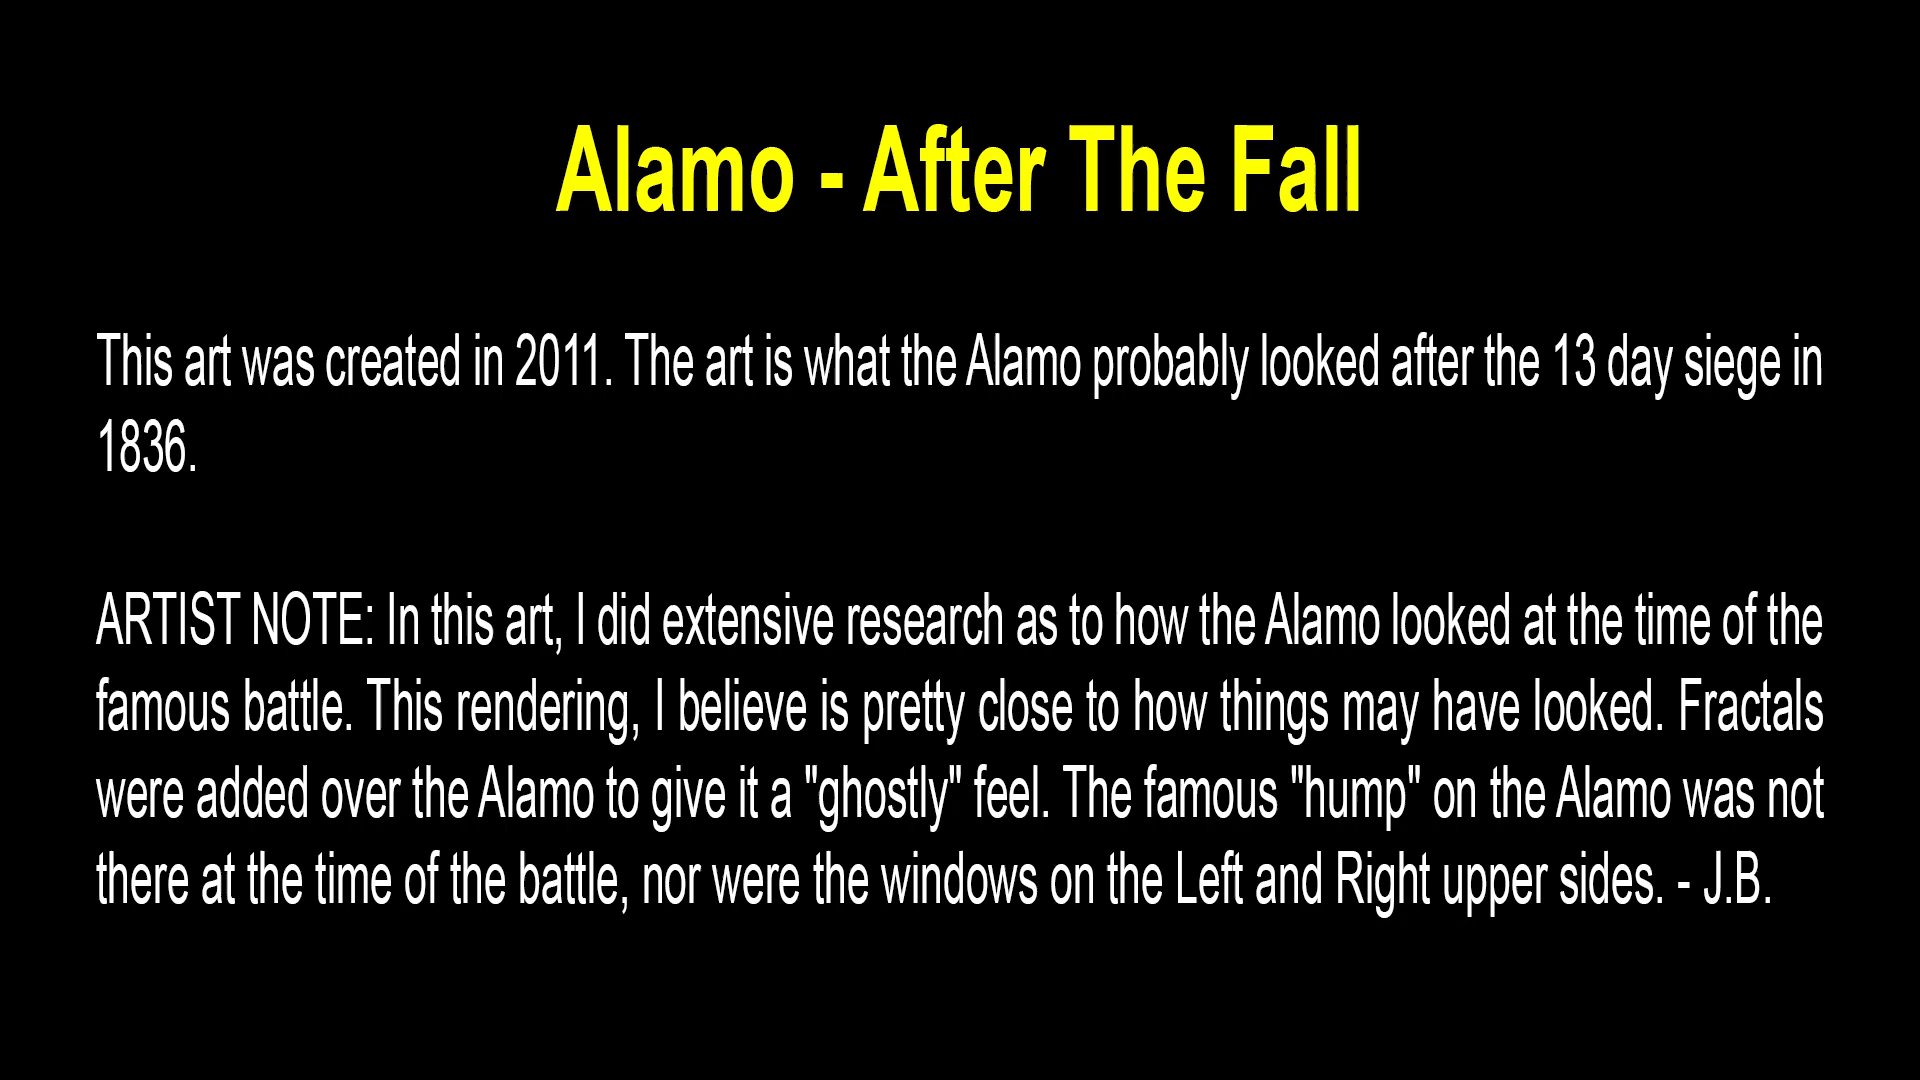 Alamo - After The Fall
This art was created in 2011. The art is what the Alamo probably looked after the 13 day siege in
1836.
ARTIST NOTE: In this art, I did extensive research as to how the Alamo looked at the time of the
famous battle. This rendering, I believe is pretty close to how things may have looked. Fractals
were added over the Alamo to give it a "ghostly" feel. The famous "hump" on the Alamo was not
there at the time of the battle, nor were the windows on the Left and Right upper sides. - J.B.